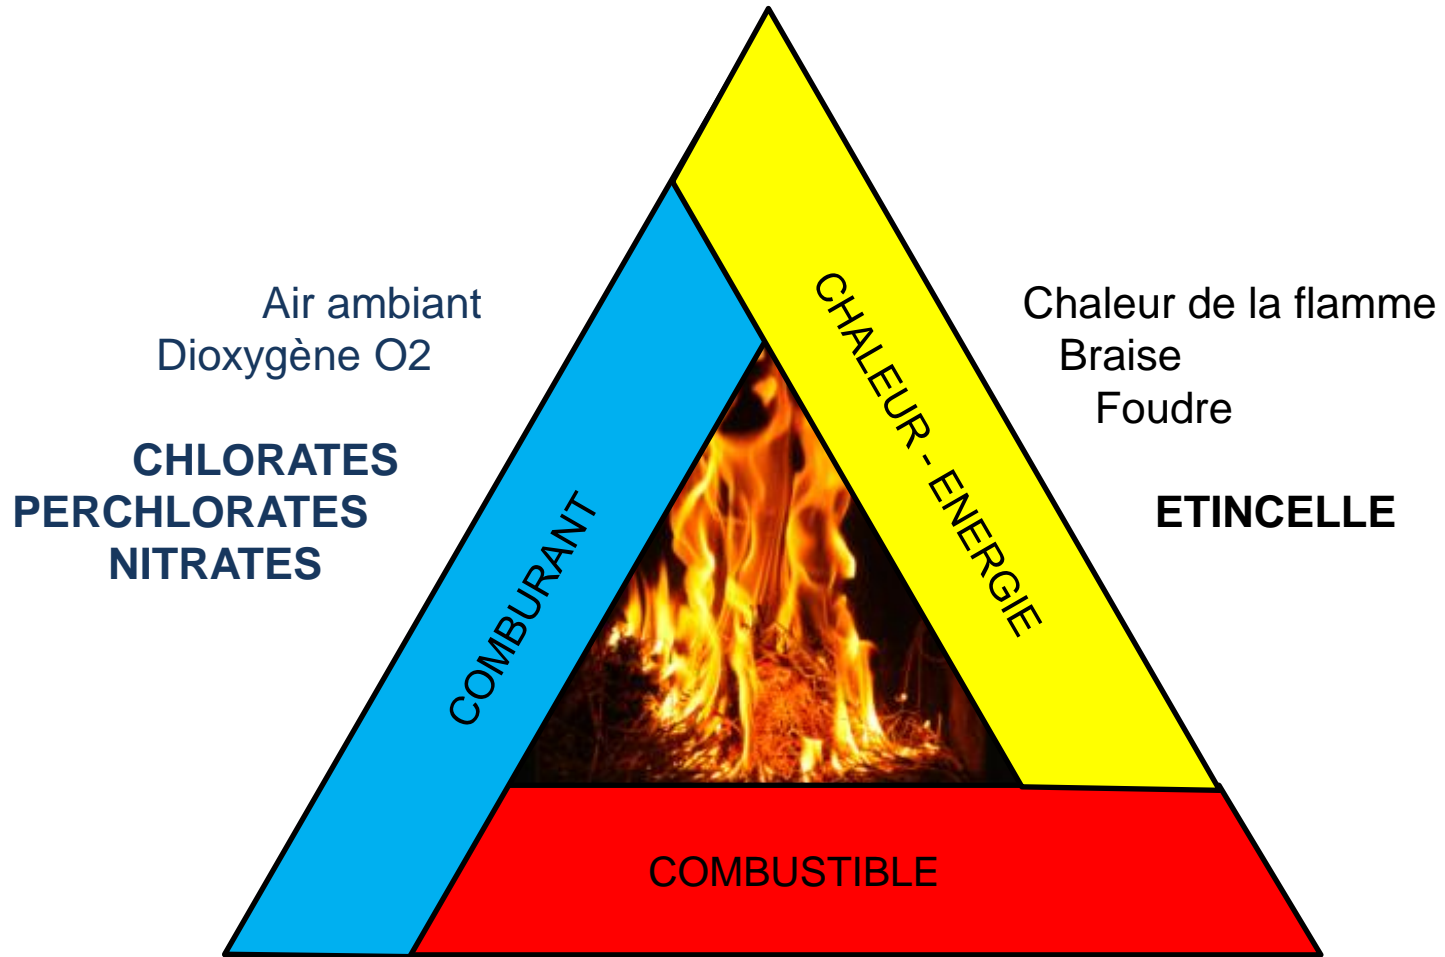 Air ambiant
Dioxygène O2
CHLORATES
PERCHLORATES
NITRATES
COMBURANT
CHALEUR - ENERGIE
Chaleur de la flamme
Braise
Foudre
ETINCELLE
COMBUSTIBLE